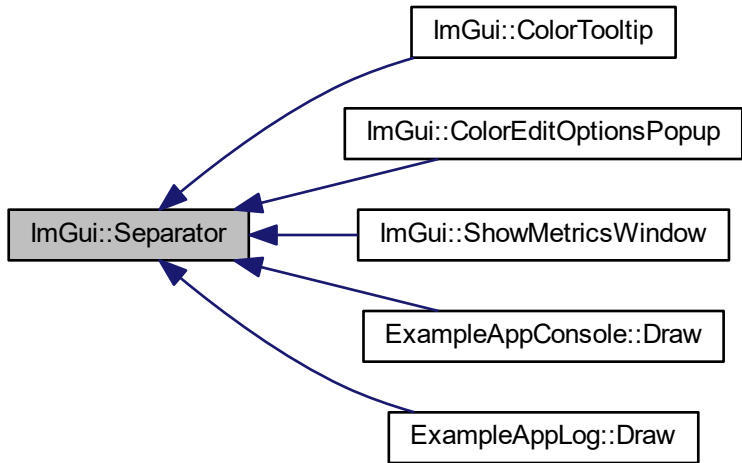 ImGui::ColorTooltip
ImGui::ColorEditOptionsPopup
ImGui::Separator
ImGui::ShowMetricsWindow
ExampleAppConsole::Draw
ExampleAppLog::Draw